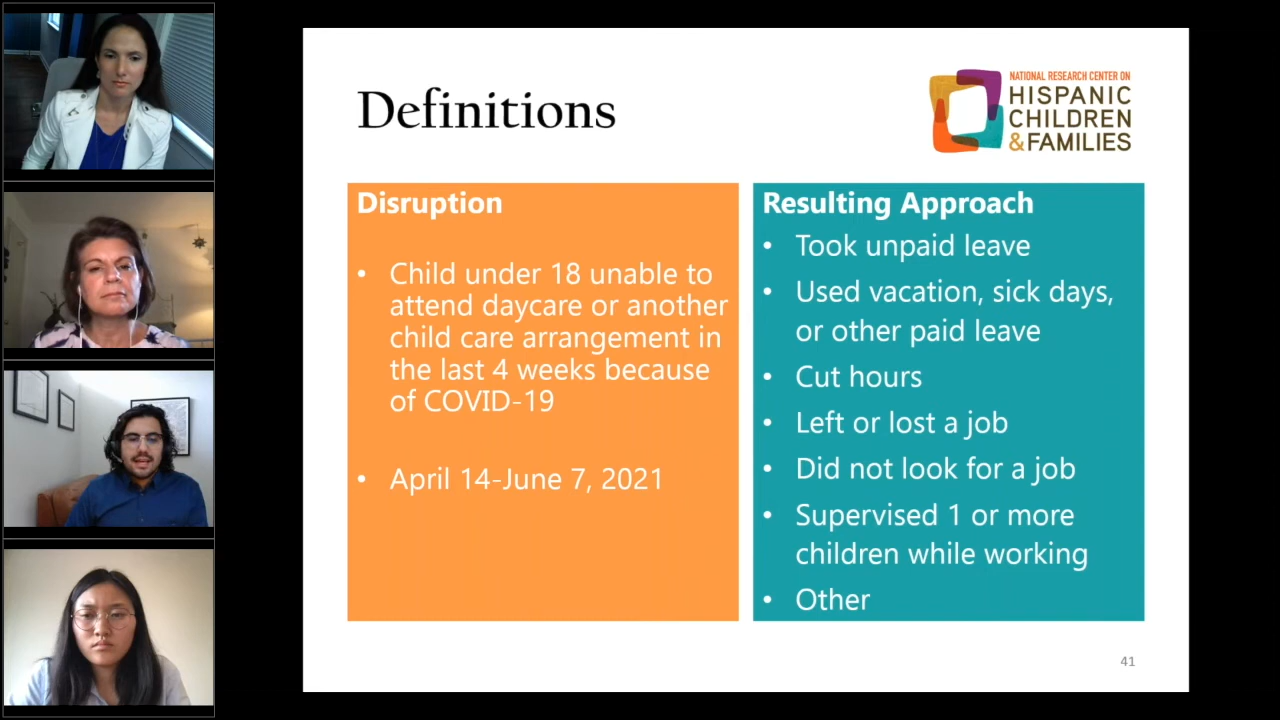 Definitions
NATIONAL RESEARCH CENTER ON
HISPANIC
CHILDREN
&FAMILIES
Disruption
• Child under 18 unable to
attend daycare or another
child care arrangement in
the last 4 weeks because
of COVID-19
• April 14-June 7, 2021
Resulting Approach
• Took unpaid leave
• Used vacation, sick days,
or other paid leave
• Cut hours
• Left or lost a job
• Did not look for a job
• Supervised 1 or more
children while working
• Other
41